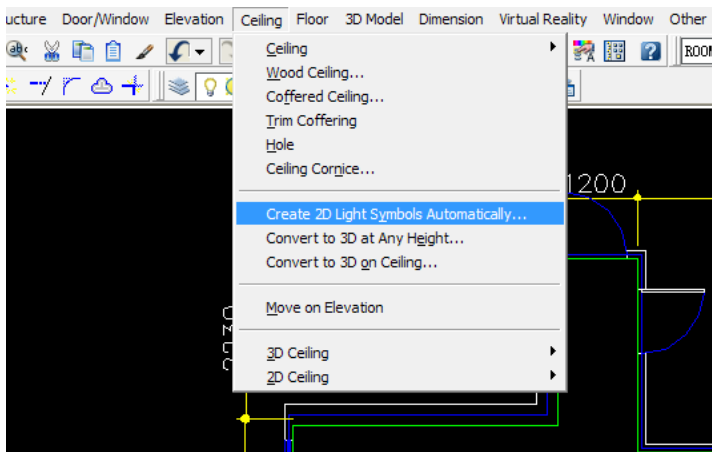 ucture Door/Window Elevation Ceiling Floor 3D Model Dimension Virtual Reality Window Other
ab
ROOM
Ceiling
Wood Ceiling...
Coffered Ceiling...
Trim Coffering
Hole
Ceiling Cornice...
1200
Create 2D Light Symbols Automatically...
Convert to 3D at Any Height...
Convert to 3D on Ceiling...
Move on Elevation
3D Ceiling
2D Ceiling